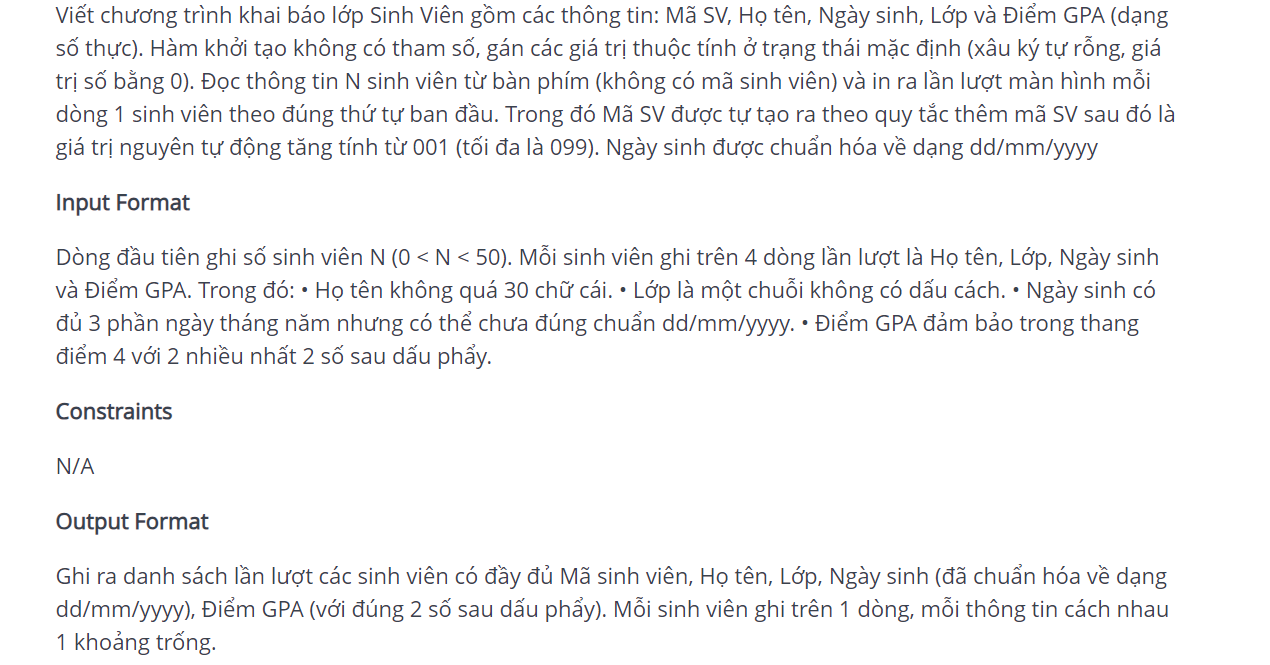 Viết chương trình khai báo lớp Sinh Viên gồm các thông tin: Mã SV, Họ tên, Ngày sinh, Lớp và Điểm GPA (dạng
số thực). Hàm khởi tạo không có tham số, gán các giá trị thuộc tính ở trạng thái mặc định (xâu ký tự rỗng, giá
trị số bằng 0). Đọc thông tin N sinh viên từ bàn phím (không có mã sinh viên) và in ra lần lượt màn hình mỗi
dòng 1 sinh viên theo đúng thứ tự ban đầu. Trong đó Mã SV được tự tạo ra theo quy tắc thêm mã SV sau đó là
giá trị nguyên tự động tăng tính từ 001 (tối đa là 099). Ngày sinh được chuẩn hóa về dạng dd/mm/yyyy
Input Format
Dòng đầu tiên ghi số sinh viên N (0 < N < 50). Mỗi sinh viên ghi trên 4 dòng lần lượt là Họ tên, Lớp, Ngày sinh
và Điểm GPA. Trong đó: • Họ tên không quá 30 chữ cái. • Lớp là một chuỗi không có dấu cách. • Ngày sinh có
đủ 3 phần ngày tháng năm nhưng có thể chưa đúng chuẩn dd/mm/yyyy. • Điểm GPA đảm bảo trong thang
điểm 4 với 2 nhiều nhất 2 số sau dấu phẩy.
Constraints
N/A
Output Format
Ghi ra danh sách lần lượt các sinh viên có đầy đủ Mã sinh viên, Họ tên, Lớp, Ngày sinh (đã chuẩn hóa về dạng
dd/mm/yyyy), Điểm GPA (với đúng 2 số sau dấu phẩy). Mỗi sinh viên ghi trên 1 dòng, mỗi thông tin cách nhau
1 khoảng trống.